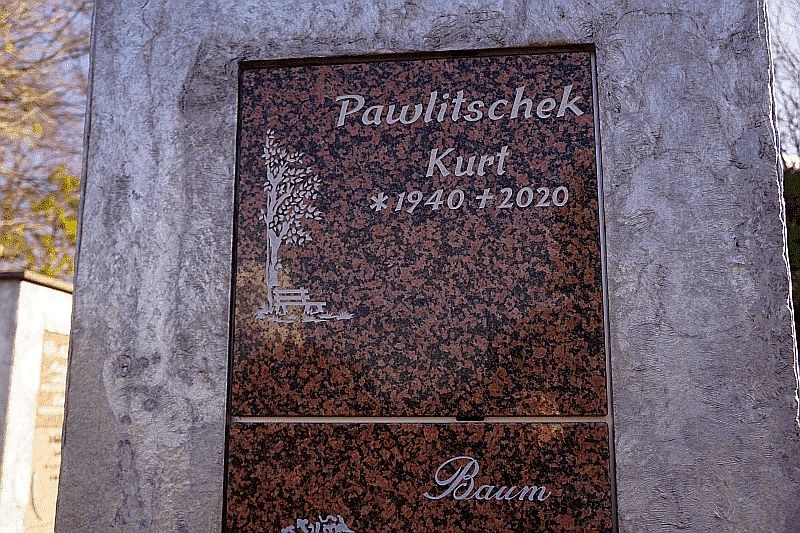 Pawlitschek
Kurt
*1940 †2020
Baum